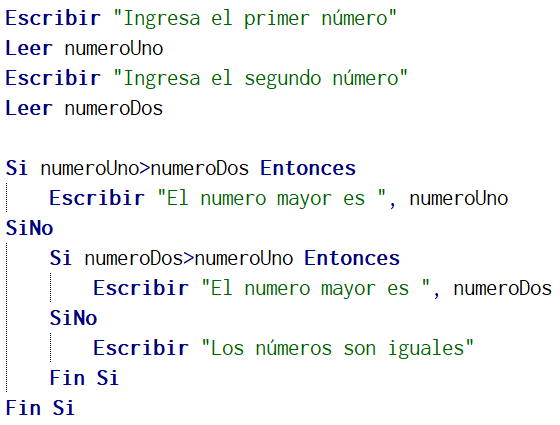 Escribir "Ingresa el primer número"
Leer numeroUno
Escribir "Ingresa el segundo número"
Leer numeroDos
Si numeroUno>numeroDos Entonces
Escribir "El numero mayor es ", numeroUno
SiNo
Si numeroDos>numeroUno Entonces
Escribir "El numero mayor es ", numeroDos
SiNo
Escribir "Los números son iguales"
Fin Si
Fin Si